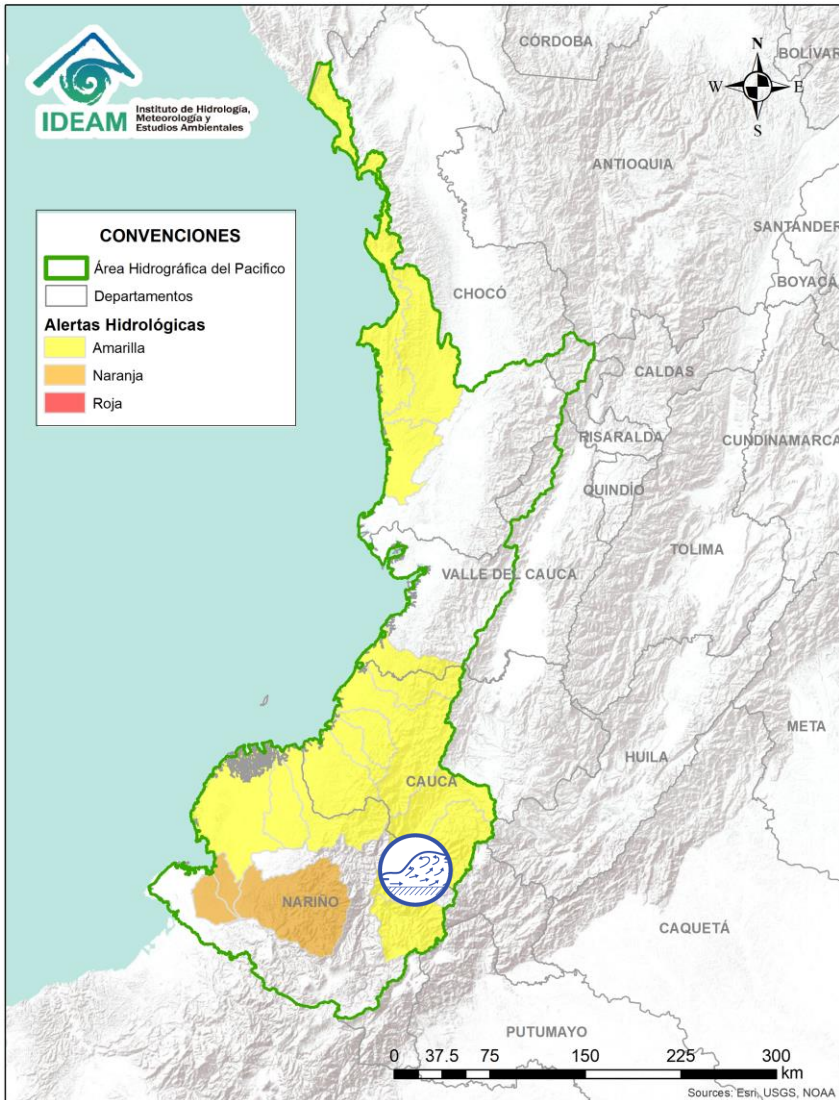 IDEAM
Instituto de Hidrología,
Meteorología y
Estudios Ambientales
CÓRDOBA
BOLÍVAR
N
W
E
S
ANTIOQUIA
SANTANDER
CONVENCIONES
Área Hidrográfica del Pacifico
Departamentos
Alertas Hidrológicas
Amarilla
Naranja
Roja
BOYACÁ
CHOCÓ
CALDAS
RISARALDA
CUNDINAMARCA
QUINDÍO
TOLIMA
VALLE DEL CAUCA
META
HUILA
CAUCA
NARIÑO
CAQUETÁ
PUTUMAYO
0 37.5 75 150 225 300
km
Sources: Esri, USGS, NOAA